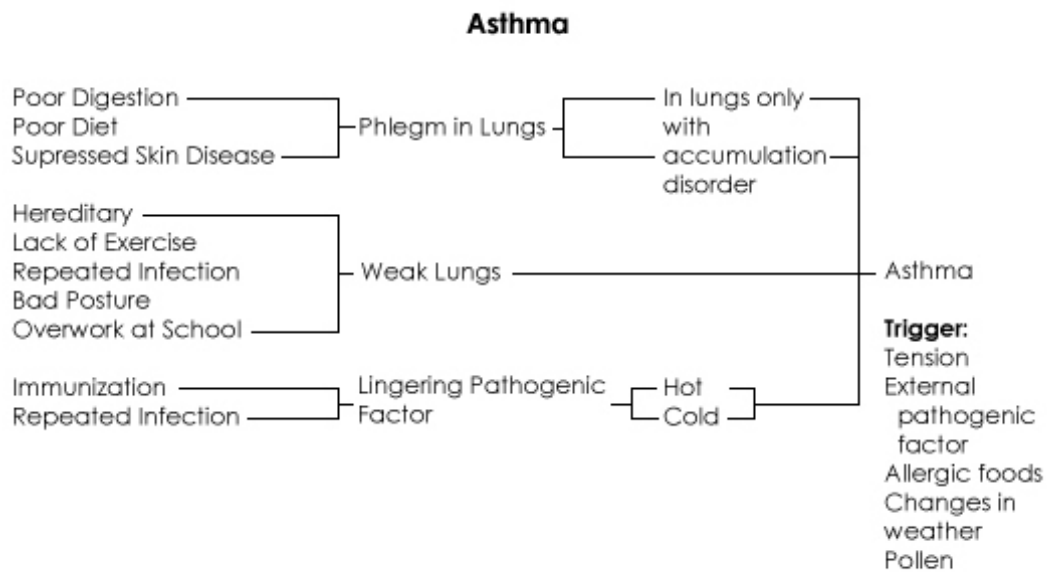 Asthma
Poor Digestion
Poor Diet
Supressed Skin Disease
Phlegm in Lungs
In lungs only
with
accumulation
disorder
Hereditary
Lack of Exercise
Repeated Infection
Bad Posture
Overwork at School
Weak Lungs
Asthma
Immunization
Repeated Infection
Lingering Pathogenic
Factor
Hot
Cold
Trigger:
Tension
External
pathogenic
factor
Allergic foods
Changes in
weather
Pollen